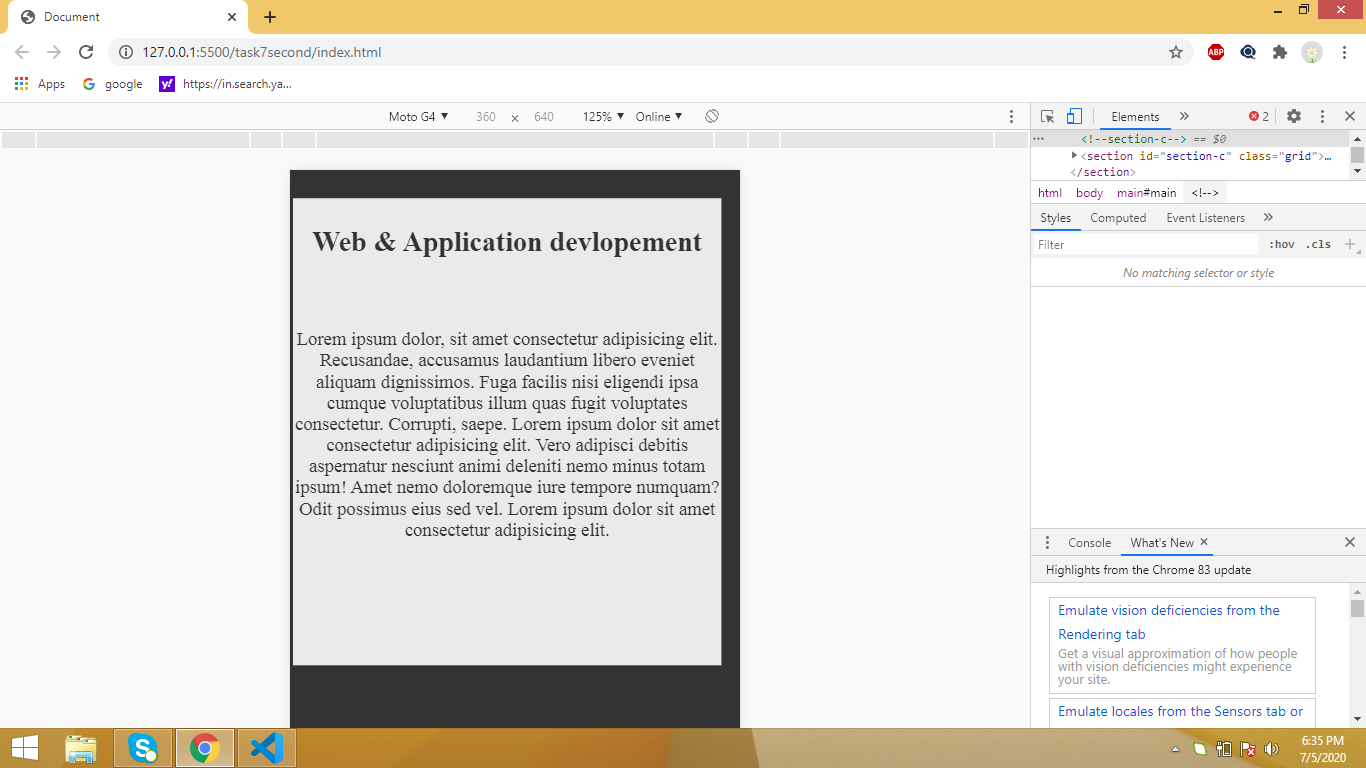 Document
127.0.0.1:5500/task7second/index.html
ABP
Apps
google
https://in.search.ya...
Moto G4 ▼ 360 × 640 125% ▼ Online ▼
Elements » 2
<!--section-c--> == $0
<section id="section-c" class="grid">…
</section>
html body main#main <!-->
Styles Computed Event Listeners »
Filter :hov .cls +
No matching selector or style
Web & Application devlopement
Lorem ipsum dolor, sit amet consectetur adipisicing elit.
Recusandae, accusamus laudantium libero eveniet
aliquam dignissimos. Fuga facilis nisi eligendi ipsa
cumque voluptatibus illum quas fugit voluptates
consectetur. Corrupti, saepe. Lorem ipsum dolor sit amet
consectetur adipisicing elit. Vero adipisci debitis
aspernatur nesciunt animi deleniti nemo minus totam
ipsum! Amet nemo doloremque iure tempore numquam?
Odit possimus eius sed vel. Lorem ipsum dolor sit amet
consectetur adipisicing elit.
Console What's New ×
Highlights from the Chrome 83 update
Emulate vision deficiencies from the
Rendering tab
Get a visual approximation of how people
with vision deficiencies might experience
your site.
Emulate locales from the Sensors tab or
6:35 PM
7/5/2020